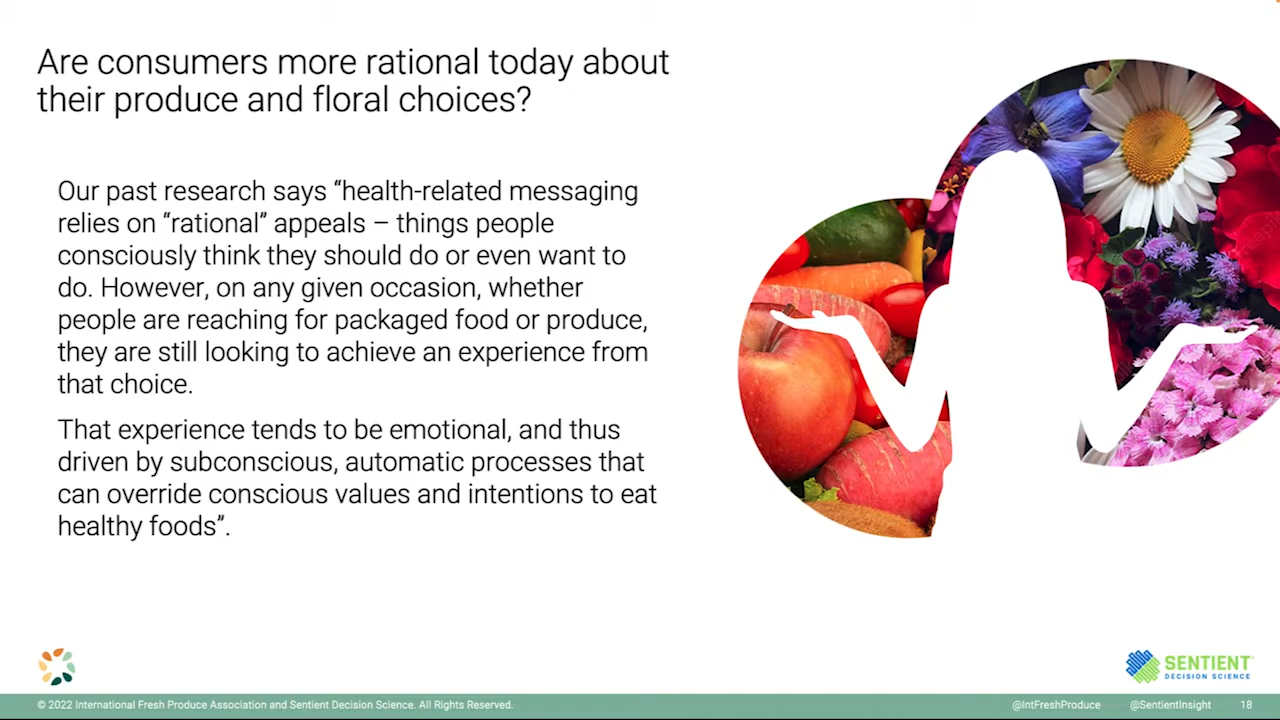 Are consumers more rational today about
their produce and floral choices?
Our past research says “health-related messaging
relies on “rational” appeals – things people
consciously think they should do or even want to
do. However, on any given occasion, whether
people are reaching for packaged food or produce,
they are still looking to achieve an experience from
that choice.
That experience tends to be emotional, and thus
driven by subconscious, automatic processes that
can override conscious values and intentions to eat
healthy foods”.
SENTIENT
DECISION SCIENCE
© 2022 International Fresh Produce Association and Sentient Decision Science. All Rights Reserved.
@IntFreshProduce
@SentientInsight
18